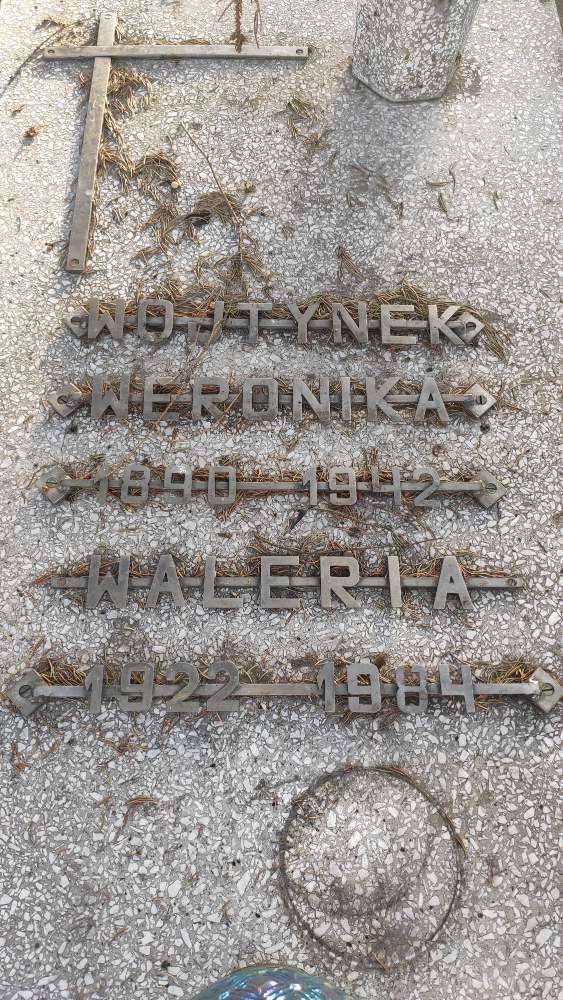 WOJTYNEK
WERONIKA
1890 1942
WALERIA
1922 1984